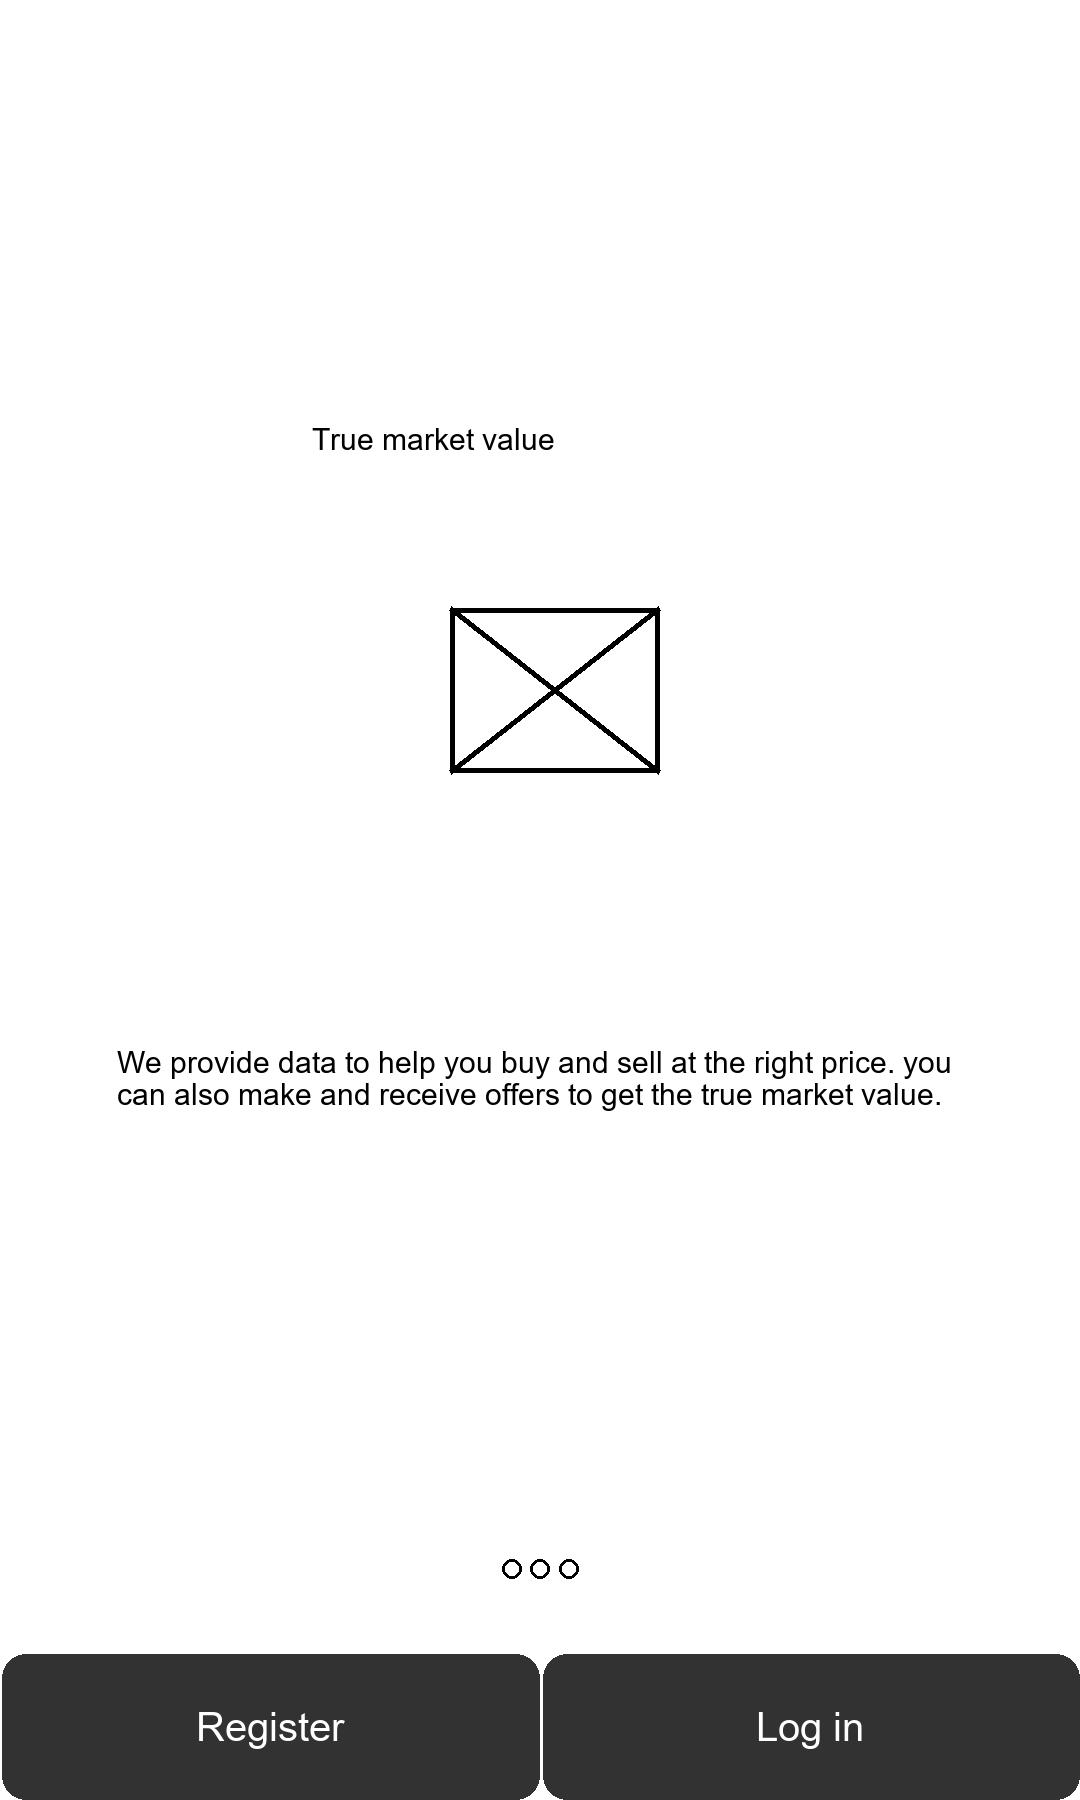 True market value
We provide data to help you buy and sell at the right price. you
can also make and receive offers to get the true market value.
Register
Log in